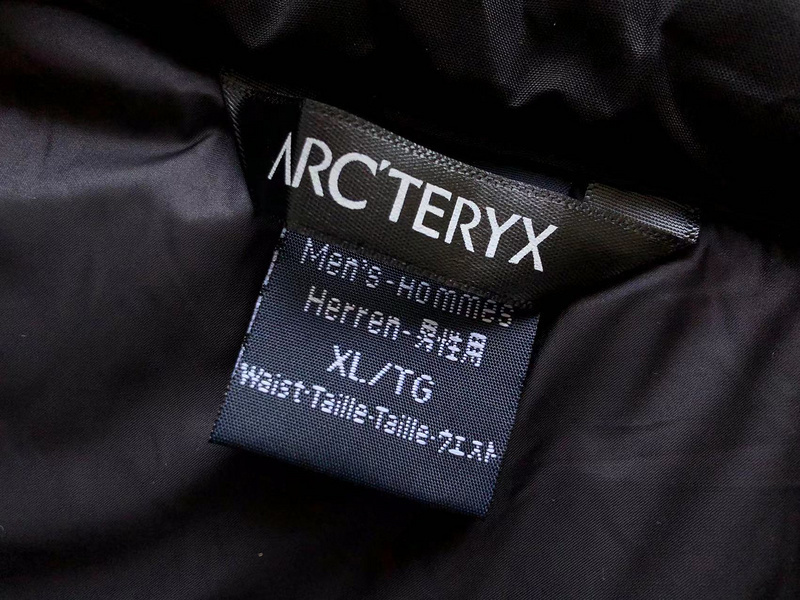 ARC'TERYX
Men's-Hommes
Herren-男性用
XL/TG
Waist·Taille·Taille·ウエスト